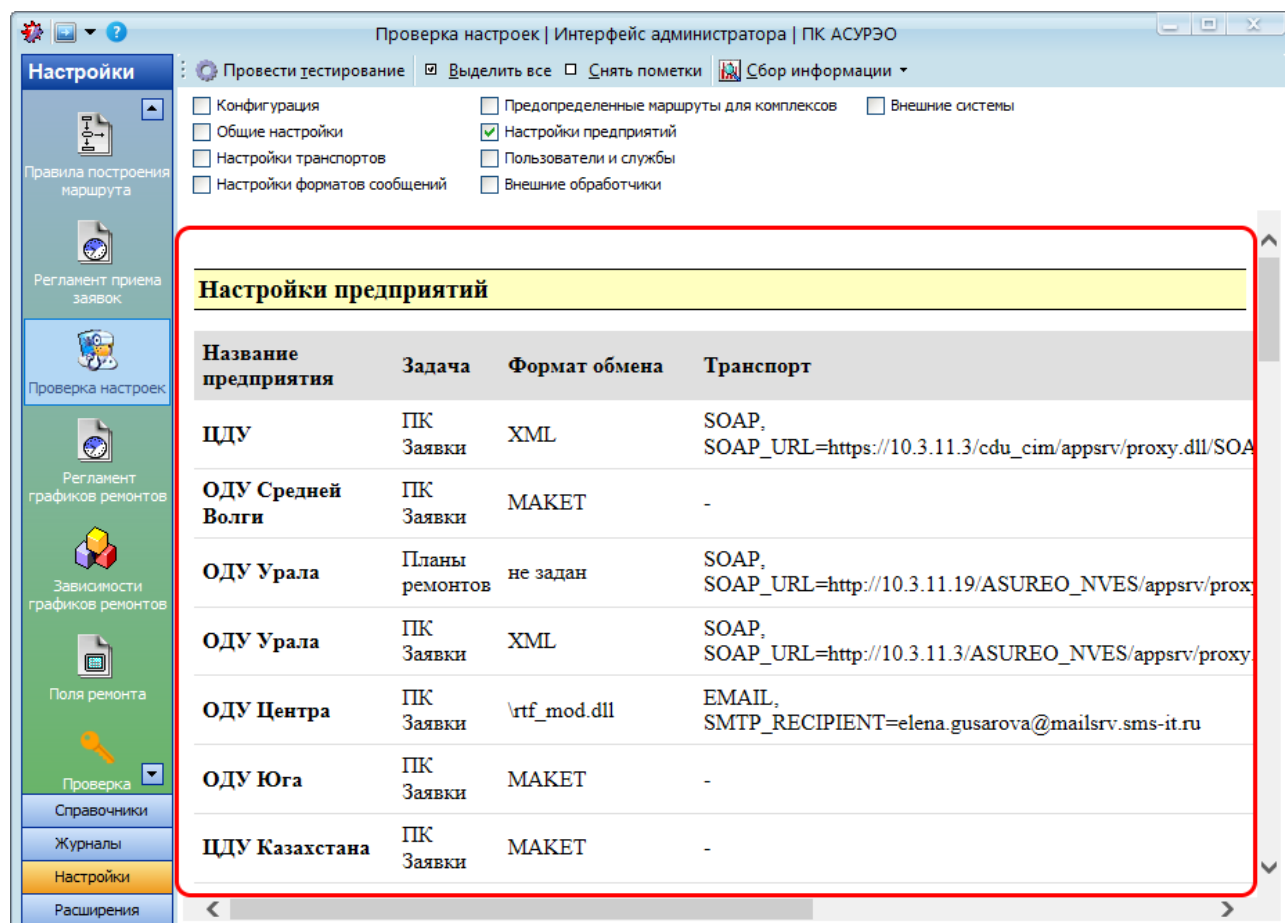 Проверка настроек | Интерфейс администратора | ПК АСУРЭО
Настройки
Провести тестирование Выделить все Снять пометки Сбор информации
Конфигурация
Общие настройки
Настройки транспортов
Настройки форматов сообщений
Предопределенные маршруты для комплексов
Настройки предприятий
Пользователи и службы
Внешние обработчики
Внешние системы
Правила построения
маршрута
Регламент приема
заявок
Проверка настроек
Регламент
графиков ремонтов
Зависимости
графиков ремонтов
Поля ремонта
Проверка
Справочники
Журналы
Настройки
Расширения
Настройки предприятий
Название
предприятия
Задача
Формат обмена
Транспорт
ЦДУ
ПК
Заявки
XML
SOAP,
SOAP_URL=https://10.3.11.3/cdu_cim/appsrv/proxy.dll/SOA
ОДУ Средней
Волги
ПК
Заявки
МАКЕТ
-
ОДУ Урала
Планы
ремонтов
не задан
SOAP,
SOAP_URL=http://10.3.11.19/ASUREO_NVES/appsrv/proxy
ОДУ Урала
ПК
Заявки
XML
SOAP,
SOAP_URL=http://10.3.11.3/ASUREO_NVES/appsrv/proxy.
ОДУ Центра
ПК
Заявки
\rtf_mod.dll
EMAIL,
SMTP_RECIPIENT=elena.gusarova@mailsrv.sms-it.ru
ОДУ Юга
ПК
Заявки
МАКЕТ
-
ЦДУ Казахстана
ПК
Заявки
МАКЕТ
-